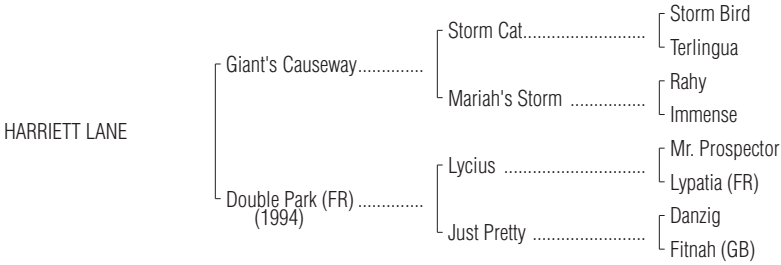 Storm Bird
Storm Cat..........................
Terlingua
Giant's Causeway..............
Rahy
Mariah's Storm ................
Immense
HARRIETT LANE
Mr. Prospector
Lycius ..............................
Lypatia (FR)
Double Park (FR) ..............
(1994)
Danzig
Just Pretty ........................
Fitnah (GB)